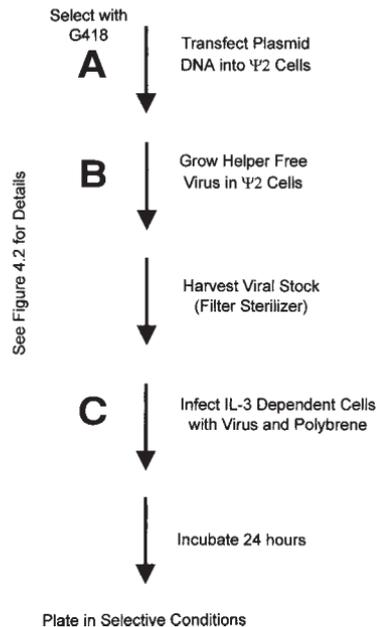 Select with
G418
A
Transfect Plasmid
DNA into Ψ2 Cells
B
Grow Helper Free
Virus in Ψ2 Cells
See Figure 4.2 for Details
Harvest Viral Stock
(Filter Sterilizer)
C
Infect IL-3 Dependent Cells
with Virus and Polybrene
Incubate 24 hours
Plate in Selective Conditions